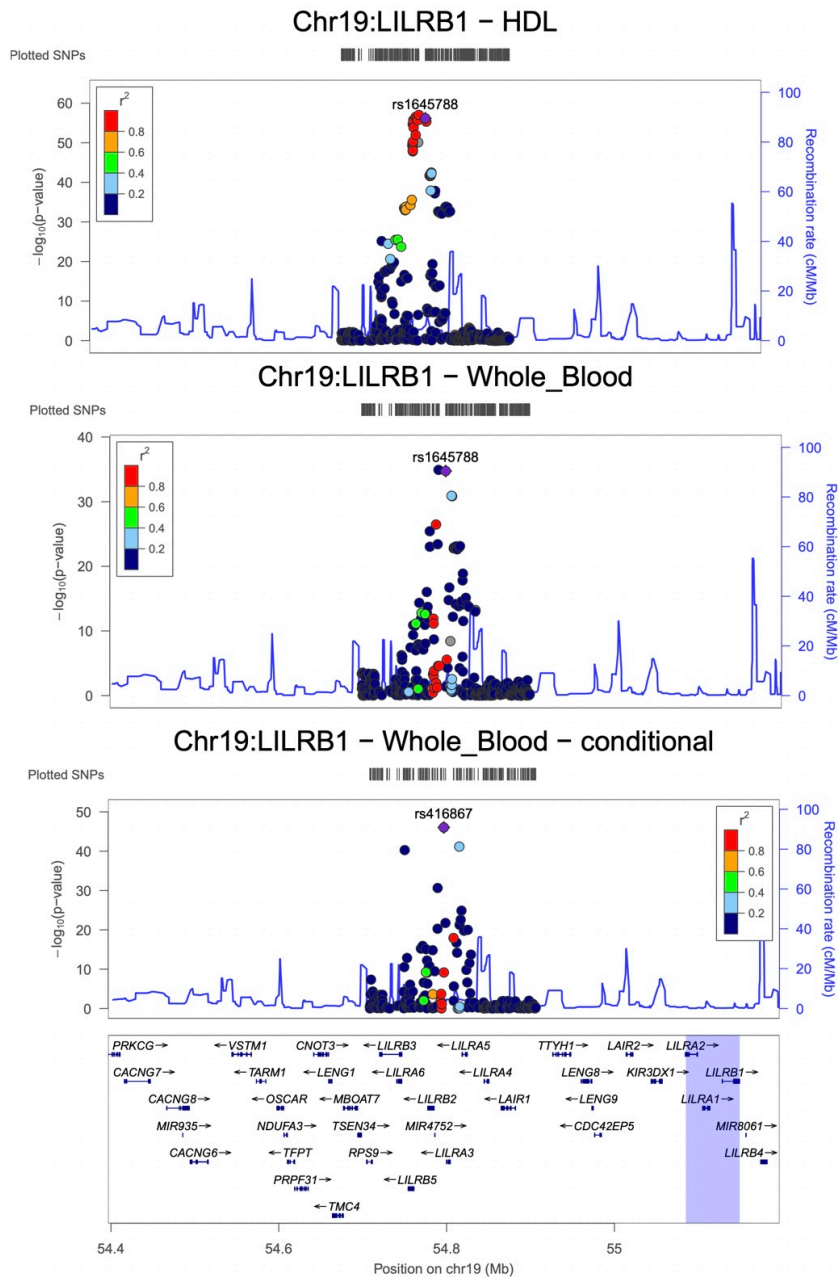 Chr19:LILRB1 − HDL
Plotted SNPs
rs1645788
r2
0.8
0.6
0.4
0.2
60
50
40
30
20
10
0
−log10(p−value)
100
80
60
40
20
0
Recombination rate (cM/Mb)
Chr19:LILRB1 − Whole_Blood
Plotted SNPs
rs1645788
r2
0.8
0.6
0.4
0.2
40
30
20
10
0
−log10(p−value)
100
80
60
40
20
0
Recombination rate (cM/Mb)
Chr19:LILRB1 − Whole_Blood − conditional
Plotted SNPs
rs416867
r2
0.8
0.6
0.4
0.2
50
40
30
20
10
0
−log10(p−value)
100
80
60
40
20
0
Recombination rate (cM/Mb)
PRKCG→ ←VSTM1 CNOT3→ ←LILRB3 ←LILRA5 TTYH1→ LAIR2→ LILRA2→
CACNG7→ ←TARM1 ←LENG1 ←LILRA6 ←LILRA4 LENG8→ KIR3DX1→ LILRB1→
CACNG8→ ←OSCAR ←MBOAT7 ←LILRB2 ←LAIR1 ←LENG9 LILRA1→
MIR935→ NDUFA3→ TSEN34→ MIR4752→ ←CDC42EP5 MIR8061→
CACNG6→ ←TFPT RPS9→ ←LILRA3 LILRB4→
PRPF31→ ←LILRB5
←TMC4
54.4 54.6 54.8 55
Position on chr19 (Mb)